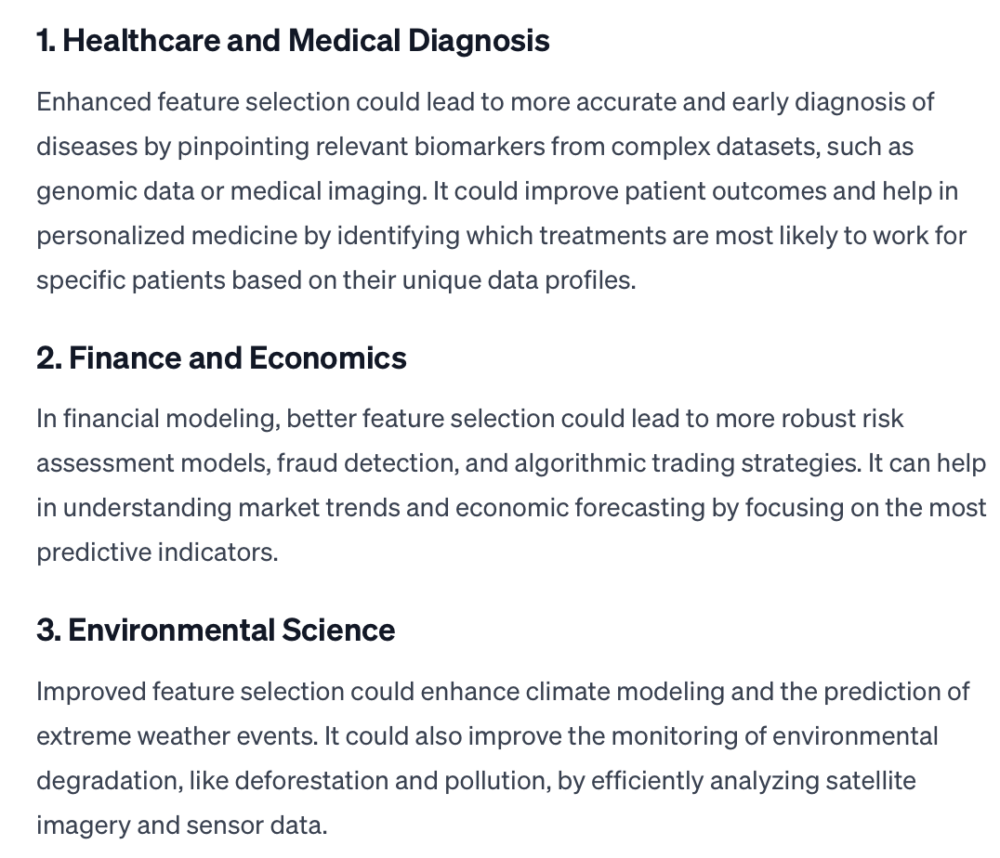 1. Healthcare and Medical Diagnosis
Enhanced feature selection could lead to more accurate and early diagnosis of
diseases by pinpointing relevant biomarkers from complex datasets, such as
genomic data or medical imaging. It could improve patient outcomes and help in
personalized medicine by identifying which treatments are most likely to work for
specific patients based on their unique data profiles.
2. Finance and Economics
In financial modeling, better feature selection could lead to more robust risk
assessment models, fraud detection, and algorithmic trading strategies. It can help
in understanding market trends and economic forecasting by focusing on the most
predictive indicators.
3. Environmental Science
Improved feature selection could enhance climate modeling and the prediction of
extreme weather events. It could also improve the monitoring of environmental
degradation, like deforestation and pollution, by efficiently analyzing satellite
imagery and sensor data.